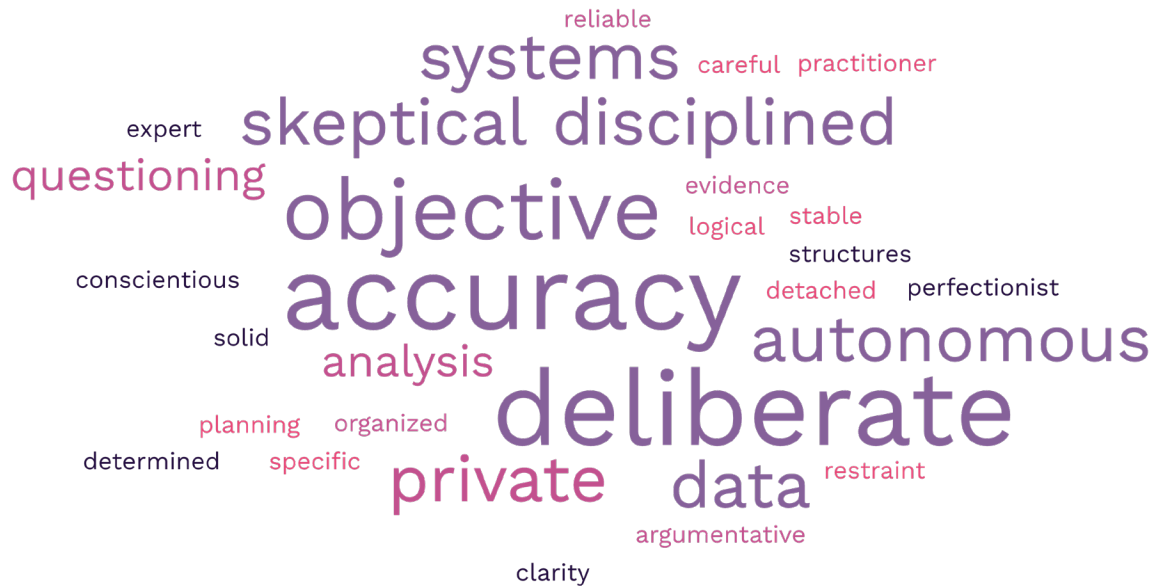 reliable
systems
careful practitioner
expert
skeptical disciplined
questioning
objective
evidence
logical
stable
structures
conscientious
accuracy
detached
perfectionist
solid
analysis
autonomous
deliberate
planning
organized
determined
specific
private
data
restraint
argumentative
clarity